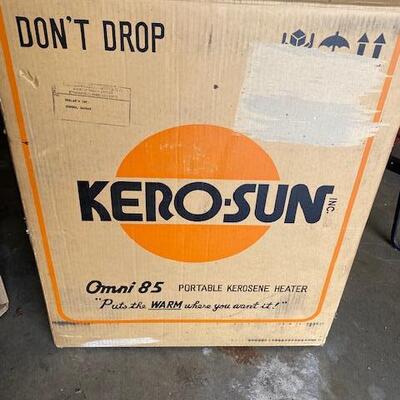 DON'T DROP
KERO-SUN INC.
Omni 85 PORTABLE KEROSENE HEATER
"Puts the WARM where you want it!"